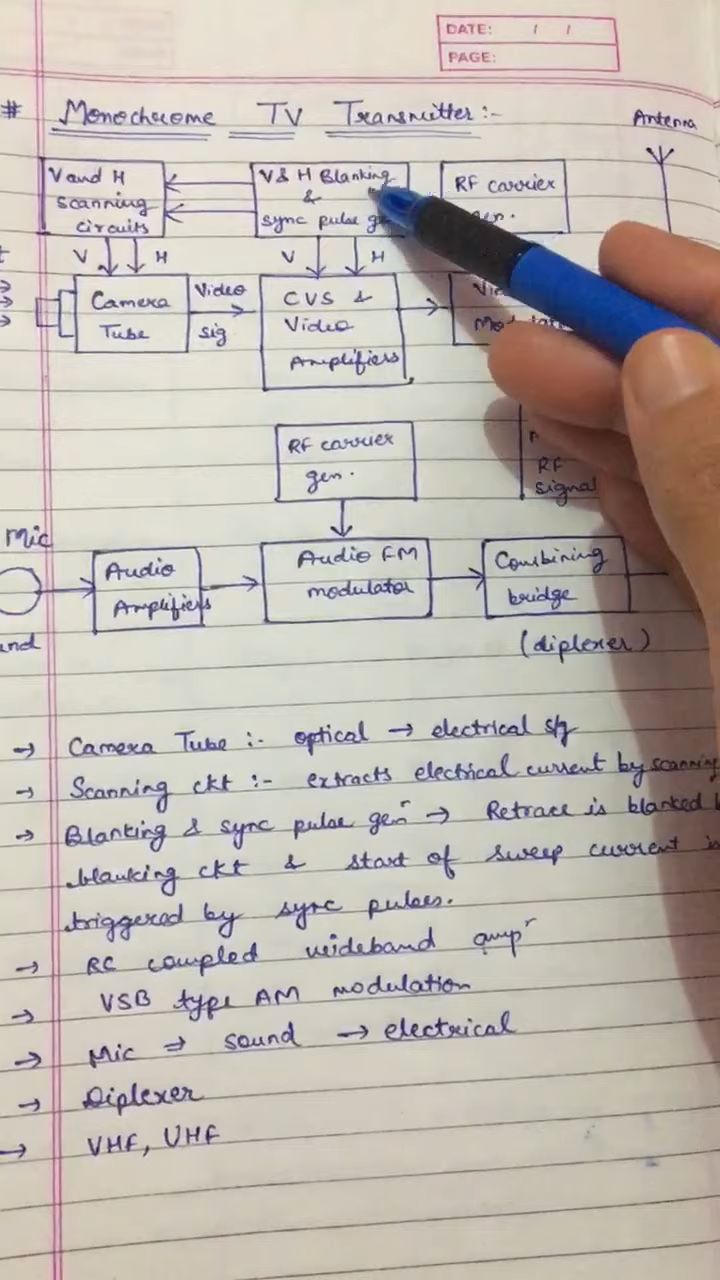 DATE: / /
PAGE:
# Monochrome TV Transmitter :-
Antenna
V and H
scanning
circuits
V & H Blanking
&
sync pulse
RF carrier
gen.
V H
V H
Camera
Tube
Video
sig
CVS &
Video
Amplifiers
RF carrier
gen.
RF
signal
Mic
Audio
Amplifiers
Audio FM
modulator
Combining
bridge
(diplexer)
→ Camera Tube :- optical → electrical s/g
→ Scanning ckt :- extracts electrical current by scanning
→ Blanking & sync pulse genⁿ → Retrace is blanked
blanking ckt & start of sweep current
triggered by sync pulses.
→ RC coupled wideband ampʳ
→ VSB type AM modulation
→ Mic ⇒ sound → electrical
→ Diplexer
→ VHF, UHF